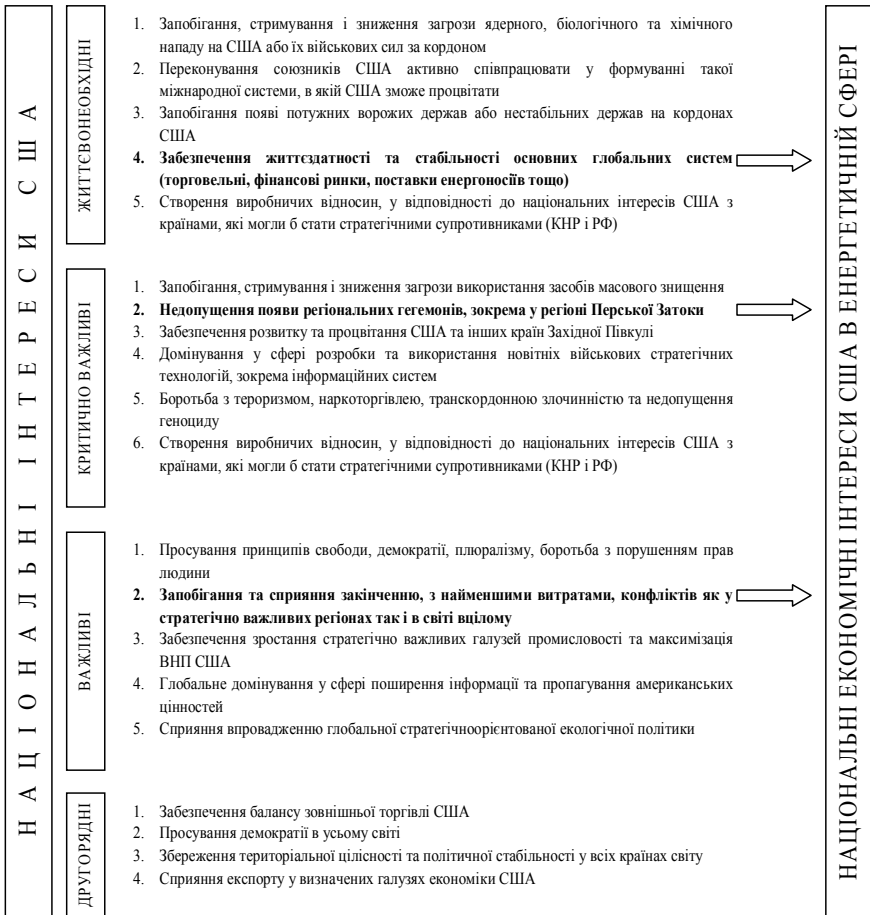 НАЦІОНАЛЬНІ ІНТЕРЕСИ США
ЖИТТЄВОНЕОБХІДНІ
1. Запобігання, стримування і зниження загрози ядерного, біологічного та хімічного
нападу на США або їх військових сил за кордоном
2. Переконування союзників США активно співпрацювати у формуванні такої
міжнародної системи, в якій США зможе процвітати
3. Запобігання появі потужних ворожих держав або нестабільних держав на кордонах
США
4. Забезпечення життєздатності та стабільності основних глобальних систем
(торговельні, фінансові ринки, поставки енергоносіїв тощо)
5. Створення виробничих відносин, у відповідності до національних інтересів США з
країнами, які могли б стати стратегічними супротивниками (КНР і РФ)
КРИТИЧНО ВАЖЛИВІ
1. Запобігання, стримування і зниження загрози використання засобів масового знищення
2. Недопущення появи регіональних гегемонів, зокрема у регіоні Перської Затоки
3. Забезпечення розвитку та процвітання США та інших країн Західної Півкулі
4. Домінування у сфері розробки та використання новітніх військових стратегічних
технологій, зокрема інформаційних систем
5. Боротьба з тероризмом, наркоторгівлею, транскордонною злочинністю та недопущення
геноциду
6. Створення виробничих відносин, у відповідності до національних інтересів США з
країнами, які могли б стати стратегічними супротивниками (КНР і РФ)
ВАЖЛИВІ
1. Просування принципів свободи, демократії, плюралізму, боротьба з порушенням прав
людини
2. Запобігання та сприяння закінченню, з найменшими витратами, конфліктів як у
стратегічно важливих регіонах так і в світі вцілому
3. Забезпечення зростання стратегічно важливих галузей промисловості та максимізація
ВНП США
4. Глобальне домінування у сфері поширення інформації та пропагування американських
цінностей
5. Сприяння впровадженню глобальної стратегічноорієнтованої екологічної політики
ДРУГОРЯДНІ
1. Забезпечення балансу зовнішньої торгівлі США
2. Просування демократії в усьому світі
3. Збереження територіальної цілісності та політичної стабільності у всіх країнах світу
4. Сприяння експорту у визначених галузях економіки США
НАЦІОНАЛЬНІ ЕКОНОМІЧНІ ІНТЕРЕСИ США В ЕНЕРГЕТИЧНІЙ СФЕРІ